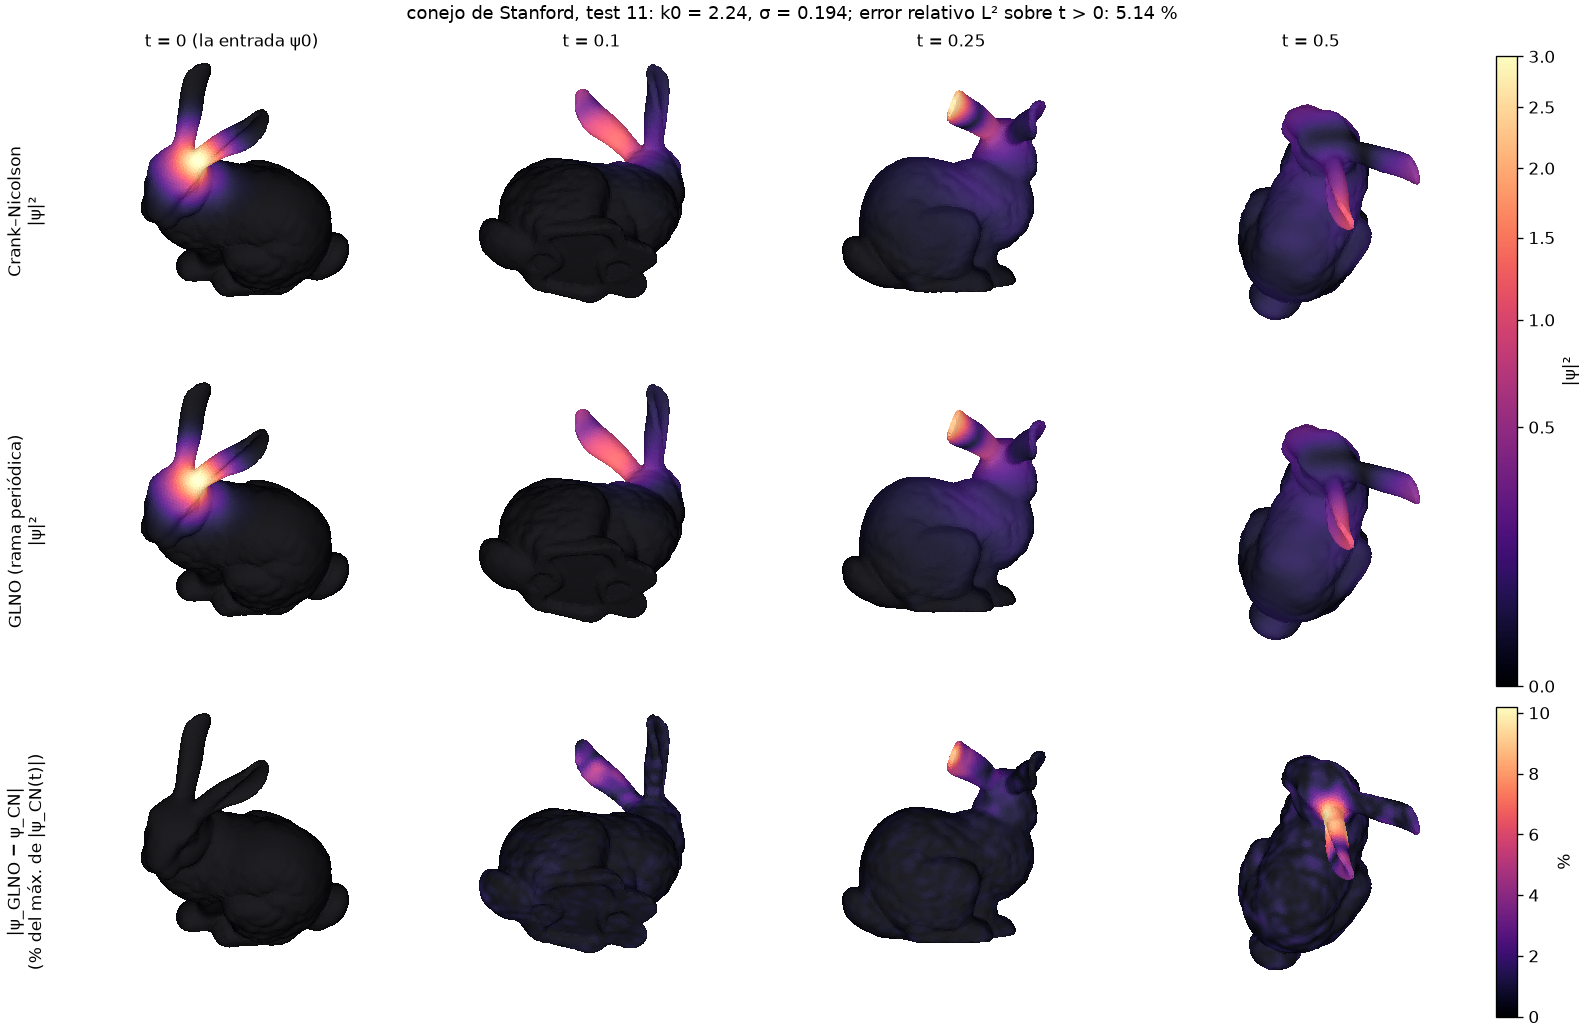 conejo de Stanford, test 11: k0 = 2.24, σ = 0.194; error relativo L² sobre t > 0: 5.14 %
t = 0 (la entrada ψ0)
t = 0.1
t = 0.25
t = 0.5
Crank–Nicolson
|ψ|²
GLNO (rama periódica)
|ψ|²
|ψ_GLNO − ψ_CN|
(% del máx. de |ψ_CN(t)|)
3.0
2.5
2.0
1.5
1.0
0.5
0.0
|ψ|²
10
8
6
4
2
0
%